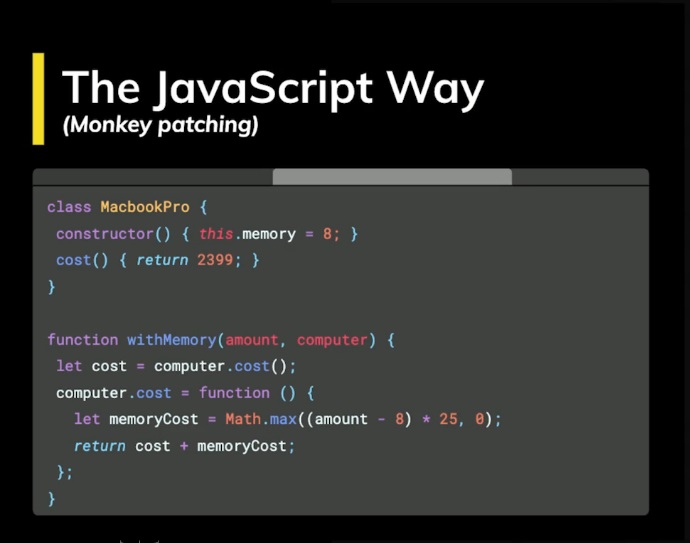 The JavaScript Way
(Monkey patching)
class MacbookPro {
 constructor() { this.memory = 8; }
 cost() { return 2399; }
}
function withMemory(amount, computer) {
 let cost = computer.cost();
 computer.cost = function () {
   let memoryCost = Math.max((amount - 8) * 25, 0);
   return cost + memoryCost;
 };
}